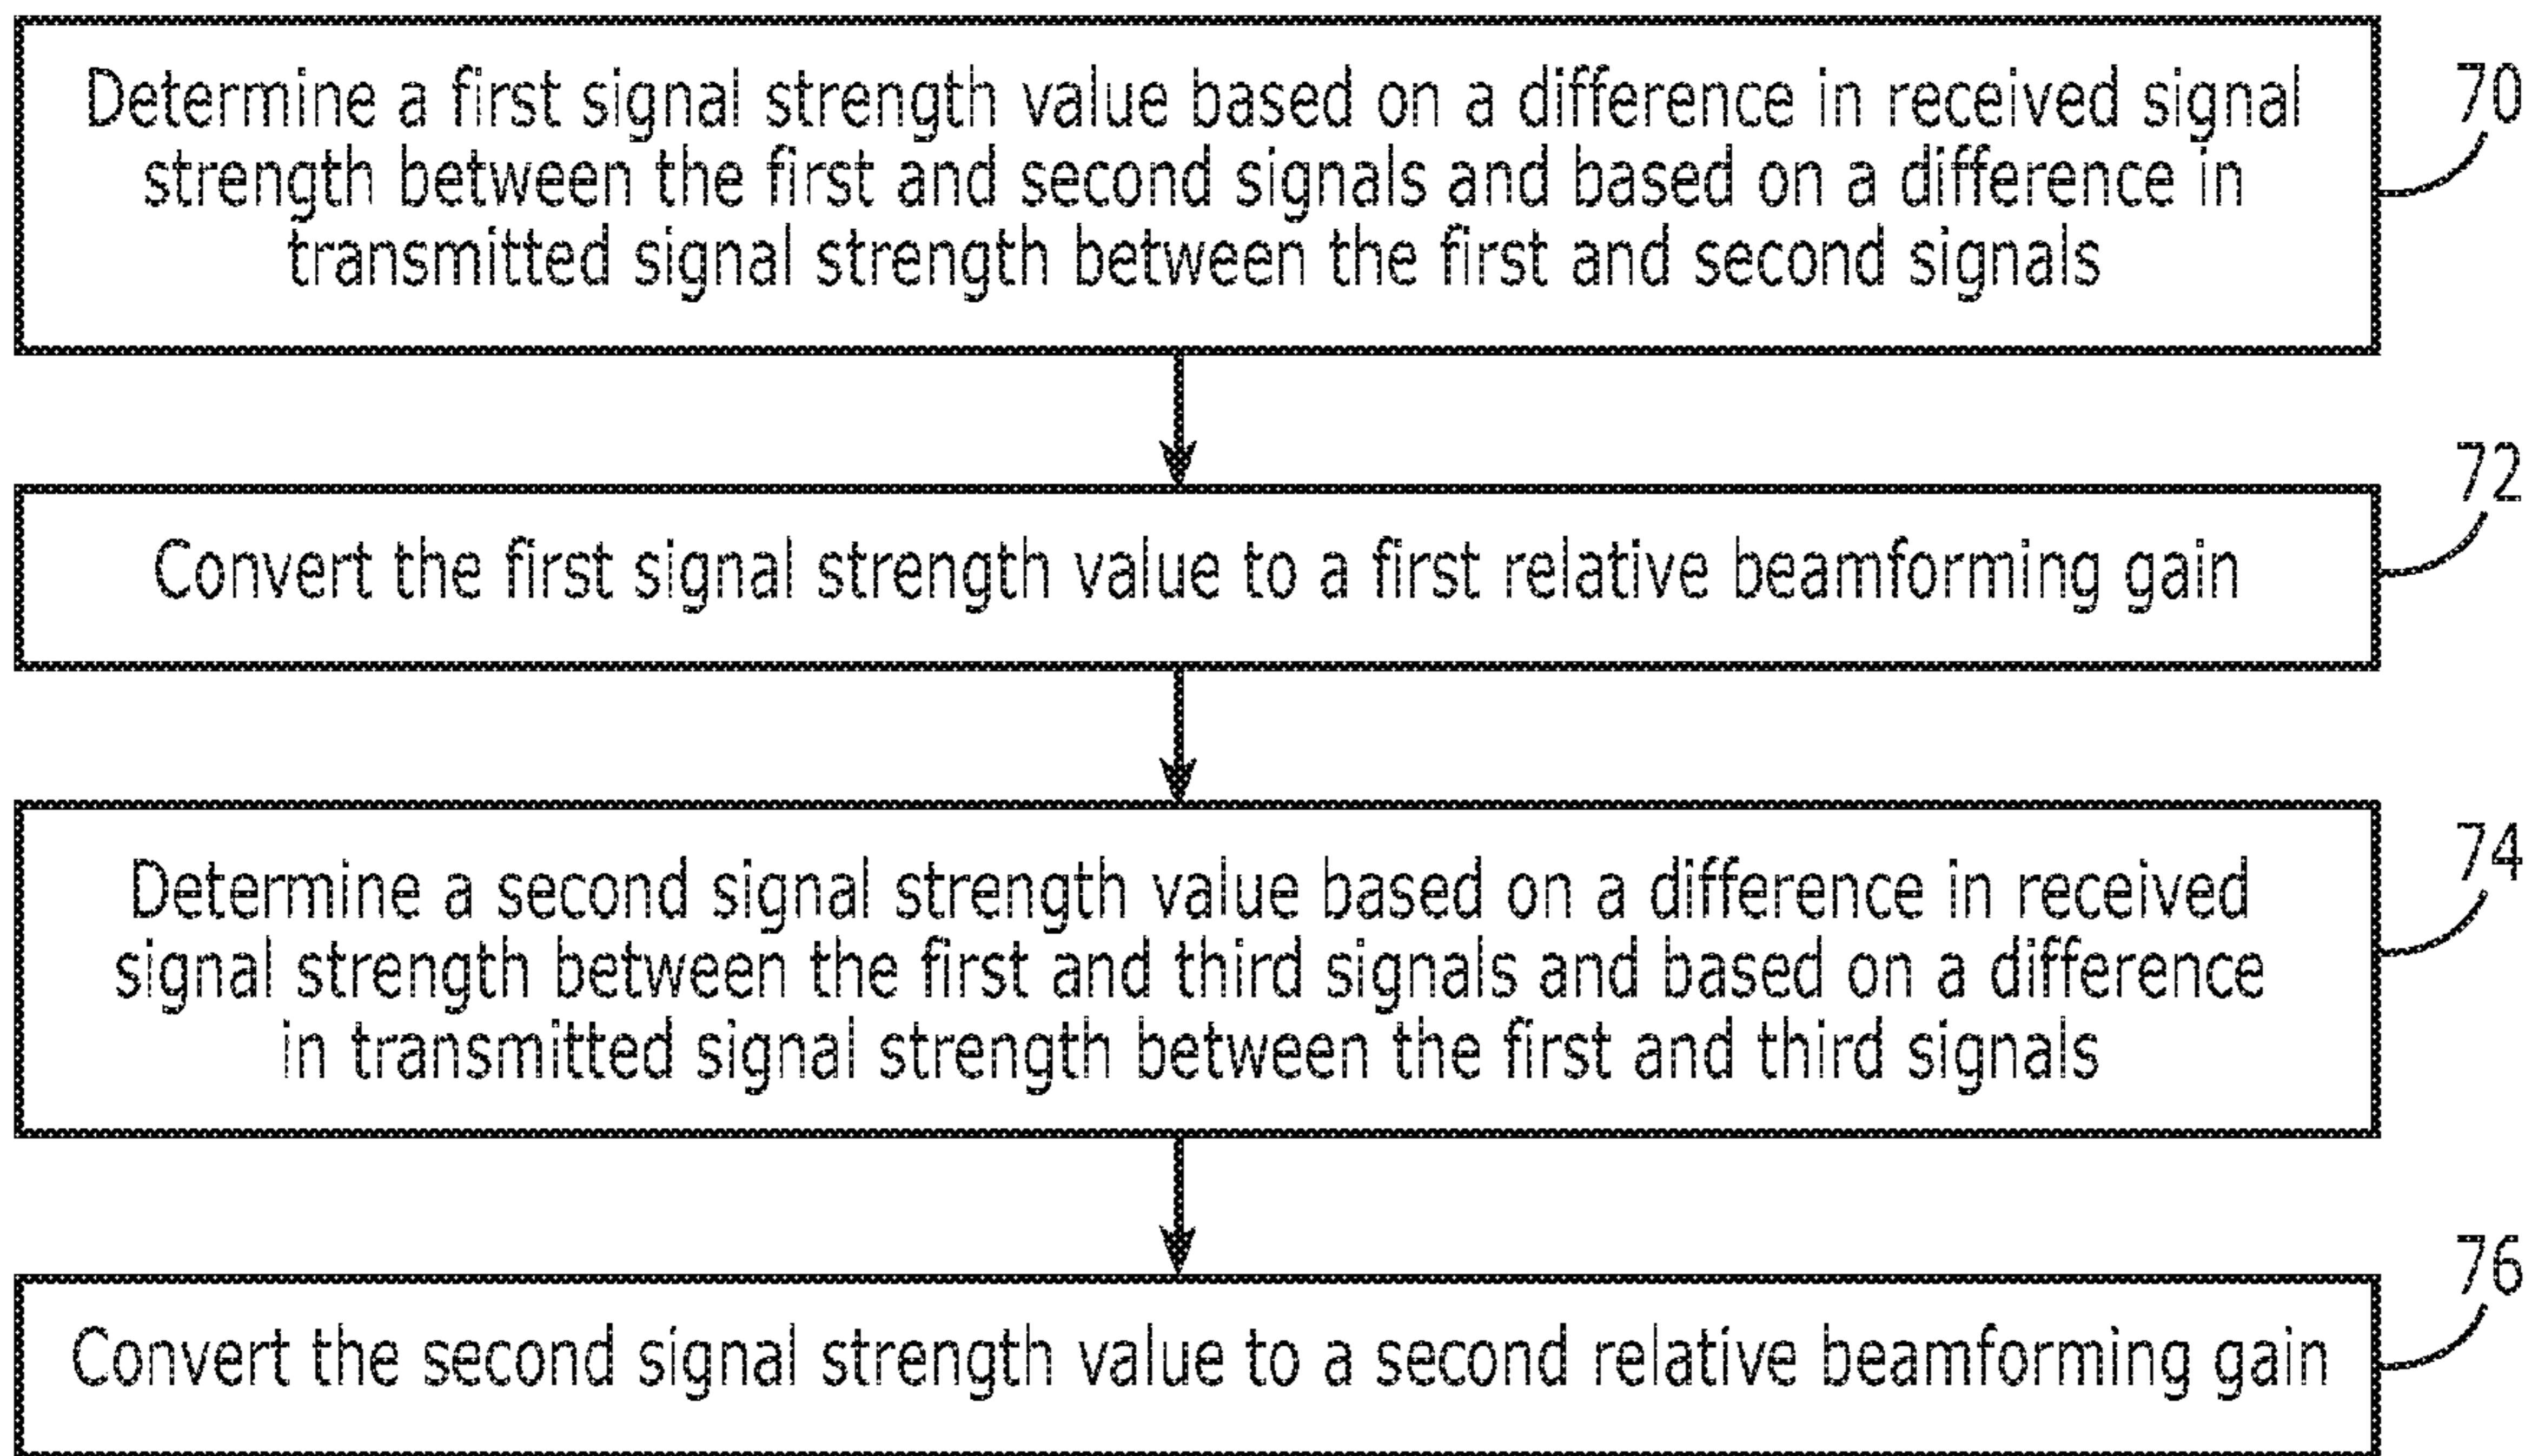 Determine a first signal strength value based on a difference in received signal
strength between the first and second signals and based on a difference in
transmitted signal strength between the first and second signals
70
Convert the first signal strength value to a first relative beamforming gain
72
Determine a second signal strength value based on a difference in received
signal strength between the first and third signals and based on a difference
in transmitted signal strength between the first and third signals
74
Convert the second signal strength value to a second relative beamforming gain
76